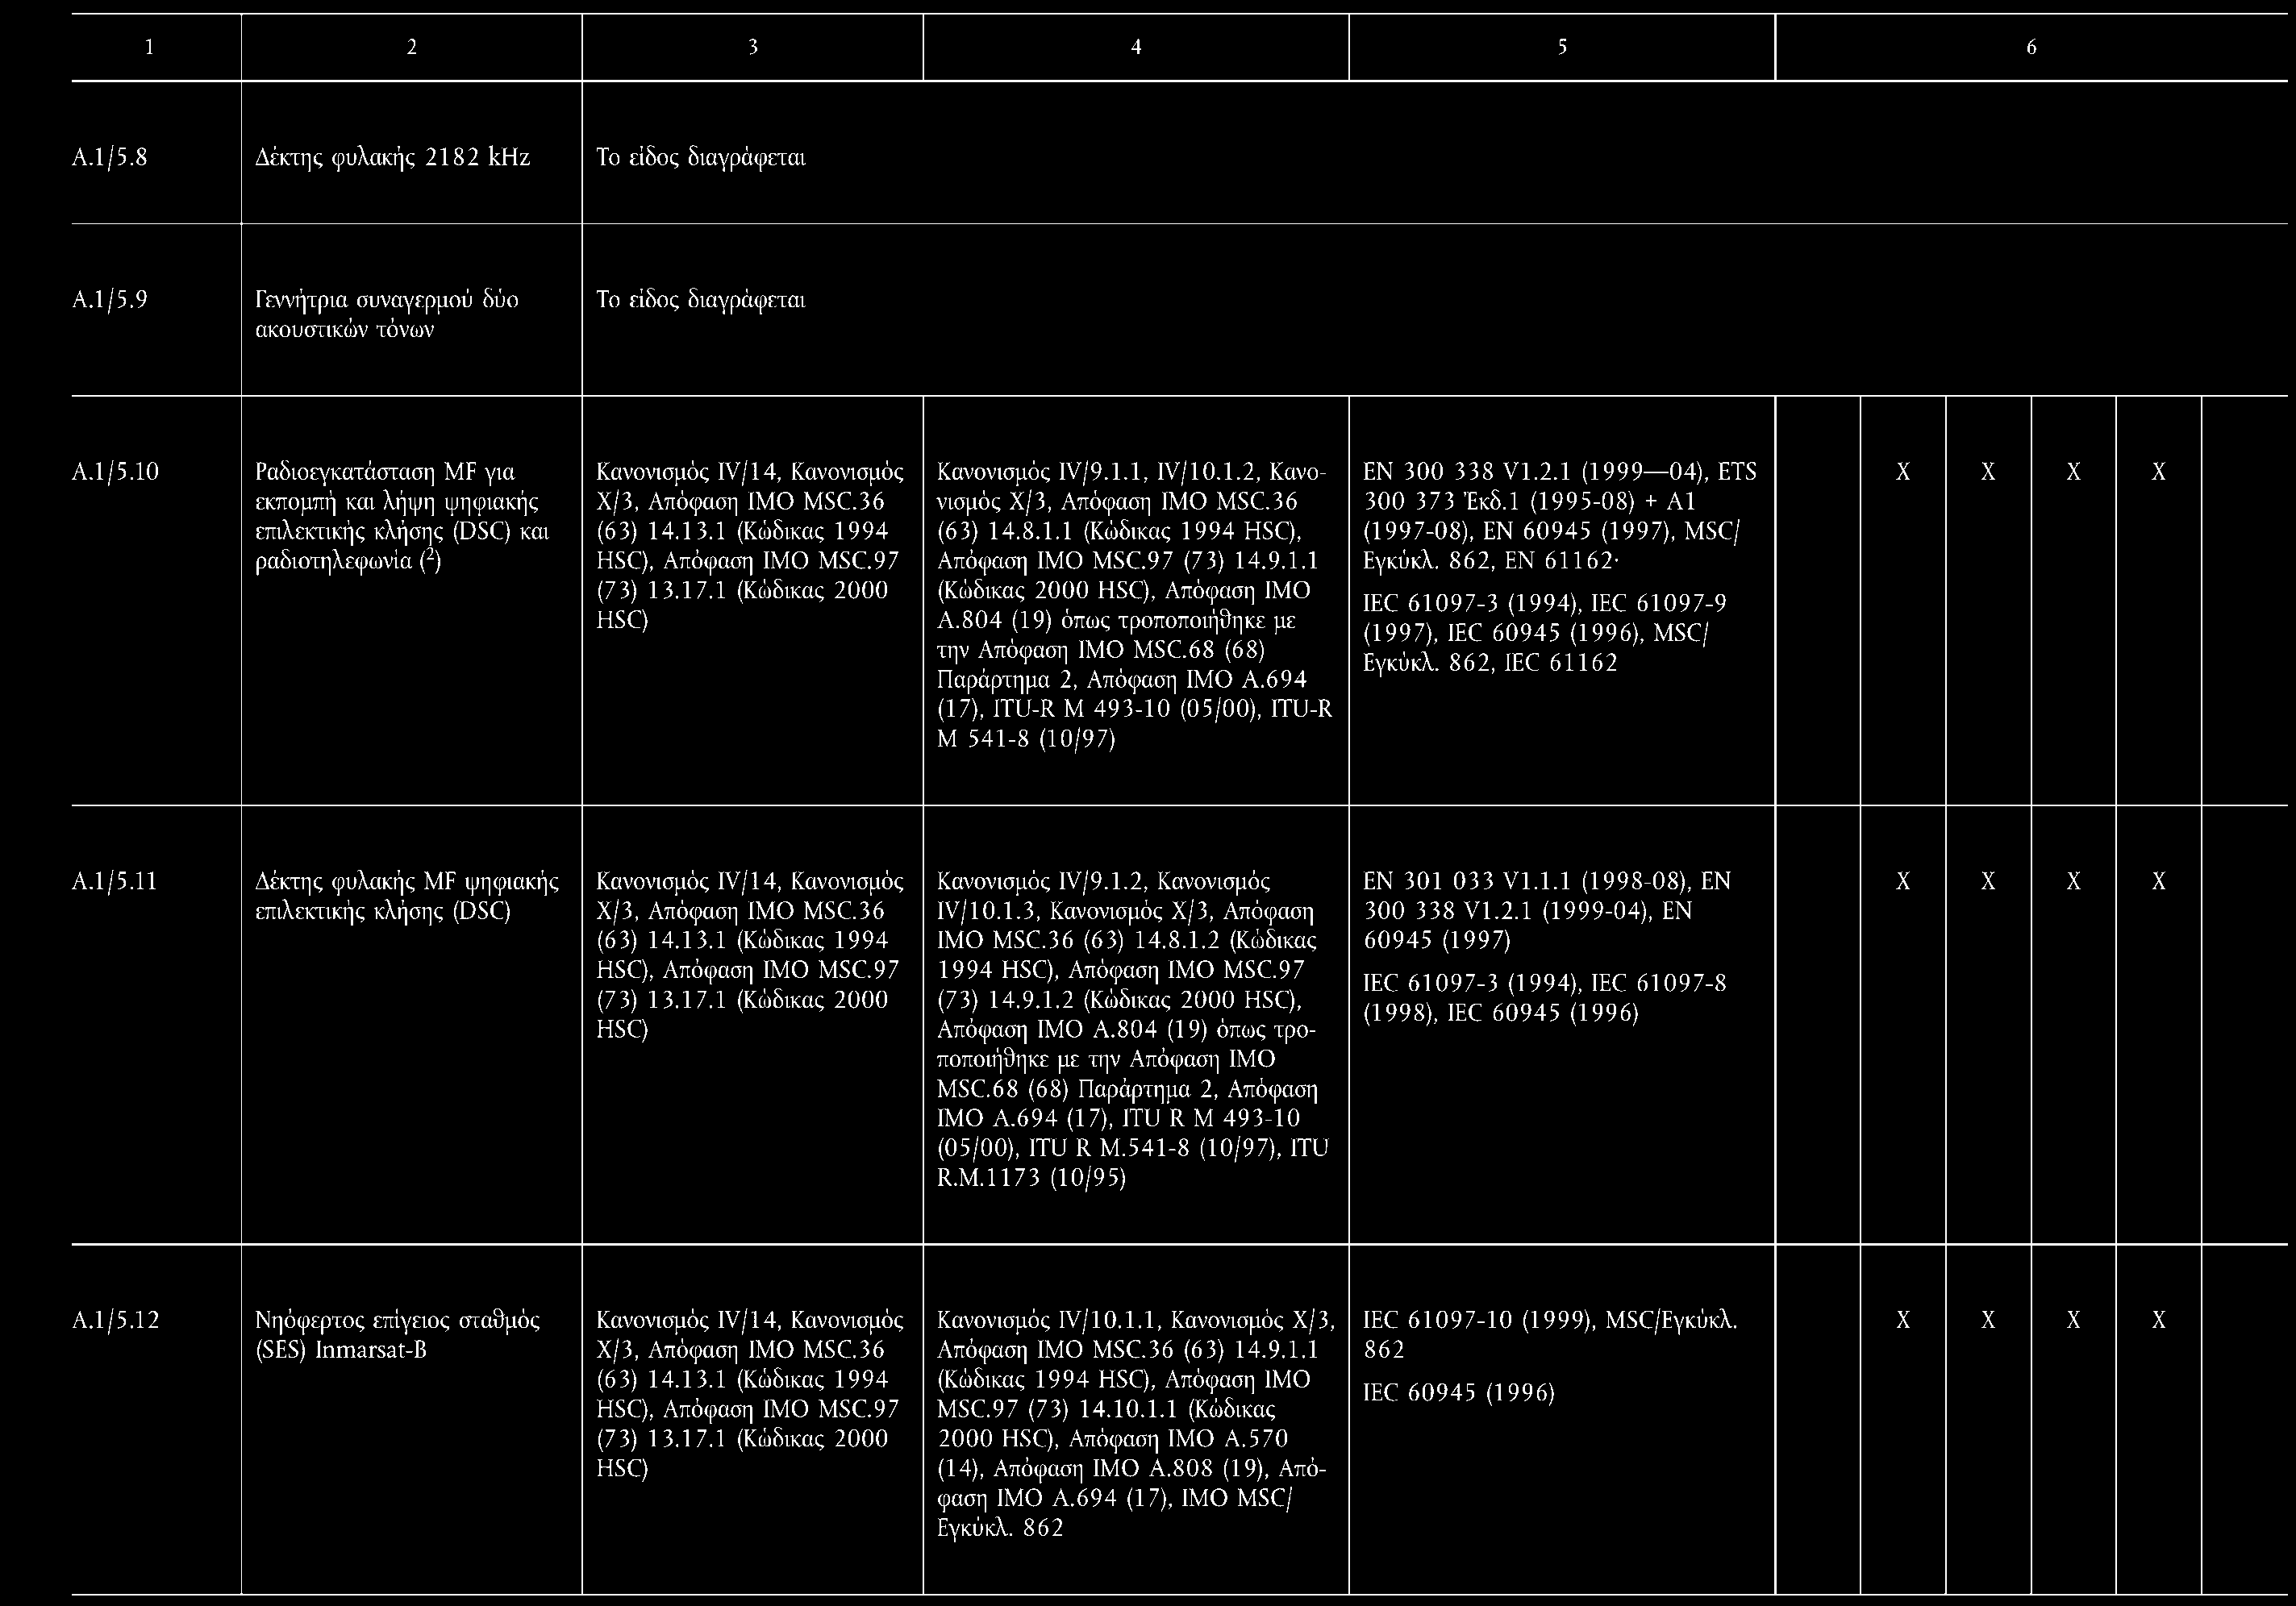 1 2 3 4 5 6
A.1/5.8 Δέκτης φυλακής 2182 kHz Το είδος διαγράφεται
A.1/5.9 Γεννήτρια συναγερμού δύο
ακουστικών τόνων
Το είδος διαγράφεται
A.1/5.10
Ραδιοεγκατάσταση MF για
εκπομπή και λήψη ψηφιακής
επιλεκτικής κλήσης (DSC) και
ραδιοτηλεφωνία (²)
Κανονισμός IV/14, Κανονισμός
X/3, Απόφαση IMO MSC.36
(63) 14.13.1 (Κώδικας 1994
HSC), Απόφαση IMO MSC.97
(73) 13.17.1 (Κώδικας 2000
HSC)
Κανονισμός IV/9.1.1, IV/10.1.2, Κανο-
νισμός X/3, Απόφαση IMO MSC.36
(63) 14.8.1.1 (Κώδικας 1994 HSC),
Απόφαση IMO MSC.97 (73) 14.9.1.1
(Κώδικας 2000 HSC), Απόφαση IMO
A.804 (19) όπως τροποποιήθηκε με
την Απόφαση IMO MSC.68 (68)
Παράρτημα 2, Απόφαση IMO A.694
(17), ITU-R M 493-10 (05/00), ITU-R
M 541-8 (10/97)
EN 300 338 V1.2.1 (1999—04), ETS
300 373 Έκδ.1 (1995-08) + A1
(1997-08), EN 60945 (1997), MSC/
Εγκύκλ. 862, EN 61162·
IEC 61097-3 (1994), IEC 61097-9
(1997), IEC 60945 (1996), MSC/
Εγκύκλ. 862, IEC 61162
X X X X
A.1/5.11
Δέκτης φυλακής MF ψηφιακής
επιλεκτικής κλήσης (DSC)
Κανονισμός IV/14, Κανονισμός
X/3, Απόφαση IMO MSC.36
(63) 14.13.1 (Κώδικας 1994
HSC), Απόφαση IMO MSC.97
(73) 13.17.1 (Κώδικας 2000
HSC)
Κανονισμός IV/9.1.2, Κανονισμός
IV/10.1.3, Κανονισμός X/3, Απόφαση
IMO MSC.36 (63) 14.8.1.2 (Κώδικας
1994 HSC), Απόφαση IMO MSC.97
(73) 14.9.1.2 (Κώδικας 2000 HSC),
Απόφαση IMO A.804 (19) όπως τρο-
ποποιήθηκε με την Απόφαση IMO
MSC.68 (68) Παράρτημα 2, Απόφαση
IMO A.694 (17), ITU R M 493-10
(05/00), ITU R M.541-8 (10/97), ITU
R.M.1173 (10/95)
EN 301 033 V1.1.1 (1998-08), EN
300 338 V1.2.1 (1999-04), EN
60945 (1997)
IEC 61097-3 (1994), IEC 61097-8
(1998), IEC 60945 (1996)
X X X X
A.1/5.12
Νηόφερτος επίγειος σταθμός
(SES) Inmarsat-B
Κανονισμός IV/14, Κανονισμός
X/3, Απόφαση IMO MSC.36
(63) 14.13.1 (Κώδικας 1994
HSC), Απόφαση IMO MSC.97
(73) 13.17.1 (Κώδικας 2000
HSC)
Κανονισμός IV/10.1.1, Κανονισμός X/3,
Απόφαση IMO MSC.36 (63) 14.9.1.1
(Κώδικας 1994 HSC), Απόφαση IMO
MSC.97 (73) 14.10.1.1 (Κώδικας
2000 HSC), Απόφαση IMO A.570
(14), Απόφαση IMO A.808 (19), Από-
φαση IMO A.694 (17), IMO MSC/
Εγκύκλ. 862
IEC 61097-10 (1999), MSC/Εγκύκλ.
862
IEC 60945 (1996)
X X X X